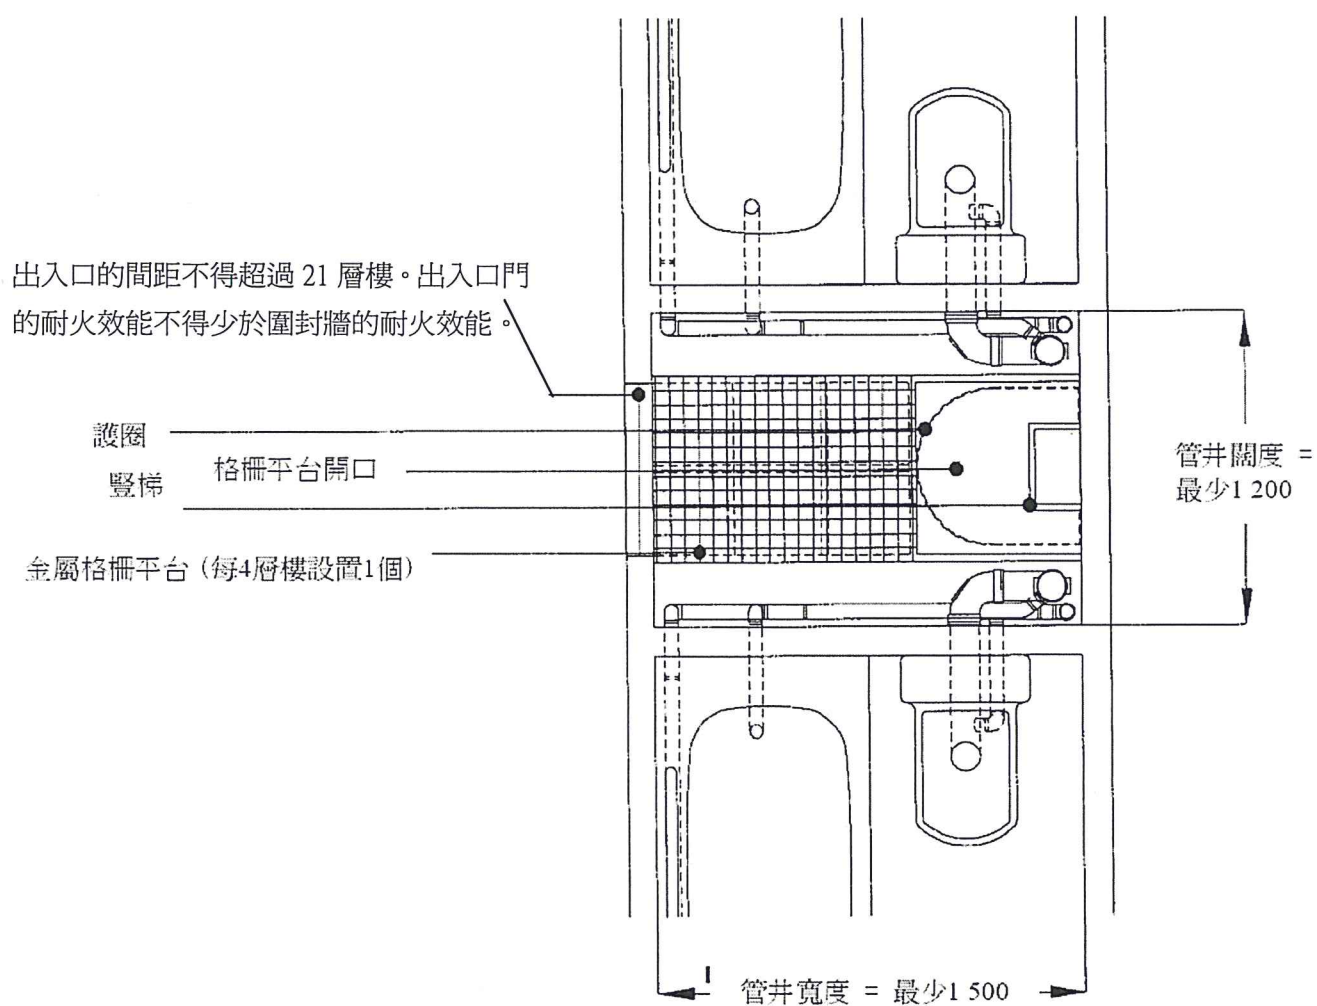 出入口的間距不得超過 21 層樓。出入口門
的耐火效能不得少於圍封牆的耐火效能。
護圈
格柵平台開口
豎梯
金屬格柵平台 (每4層樓設置1個)
管井闊度 =
最少1 200
管井寬度 = 最少1 500